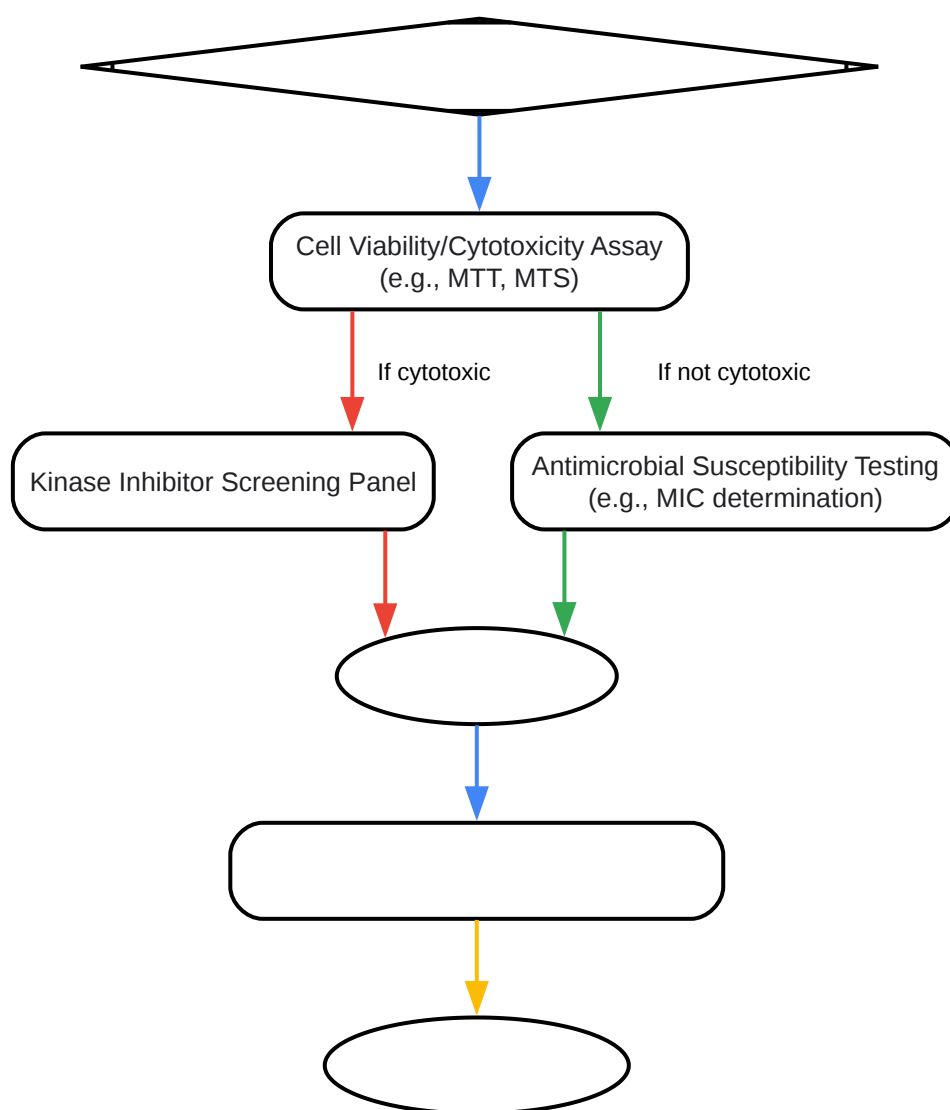 Cell Viability/Cytotoxicity Assay
(e.g., MTT, MTS)
If cytotoxic
If not cytotoxic
Kinase Inhibitor Screening Panel
Antimicrobial Susceptibility Testing
(e.g., MIC determination)